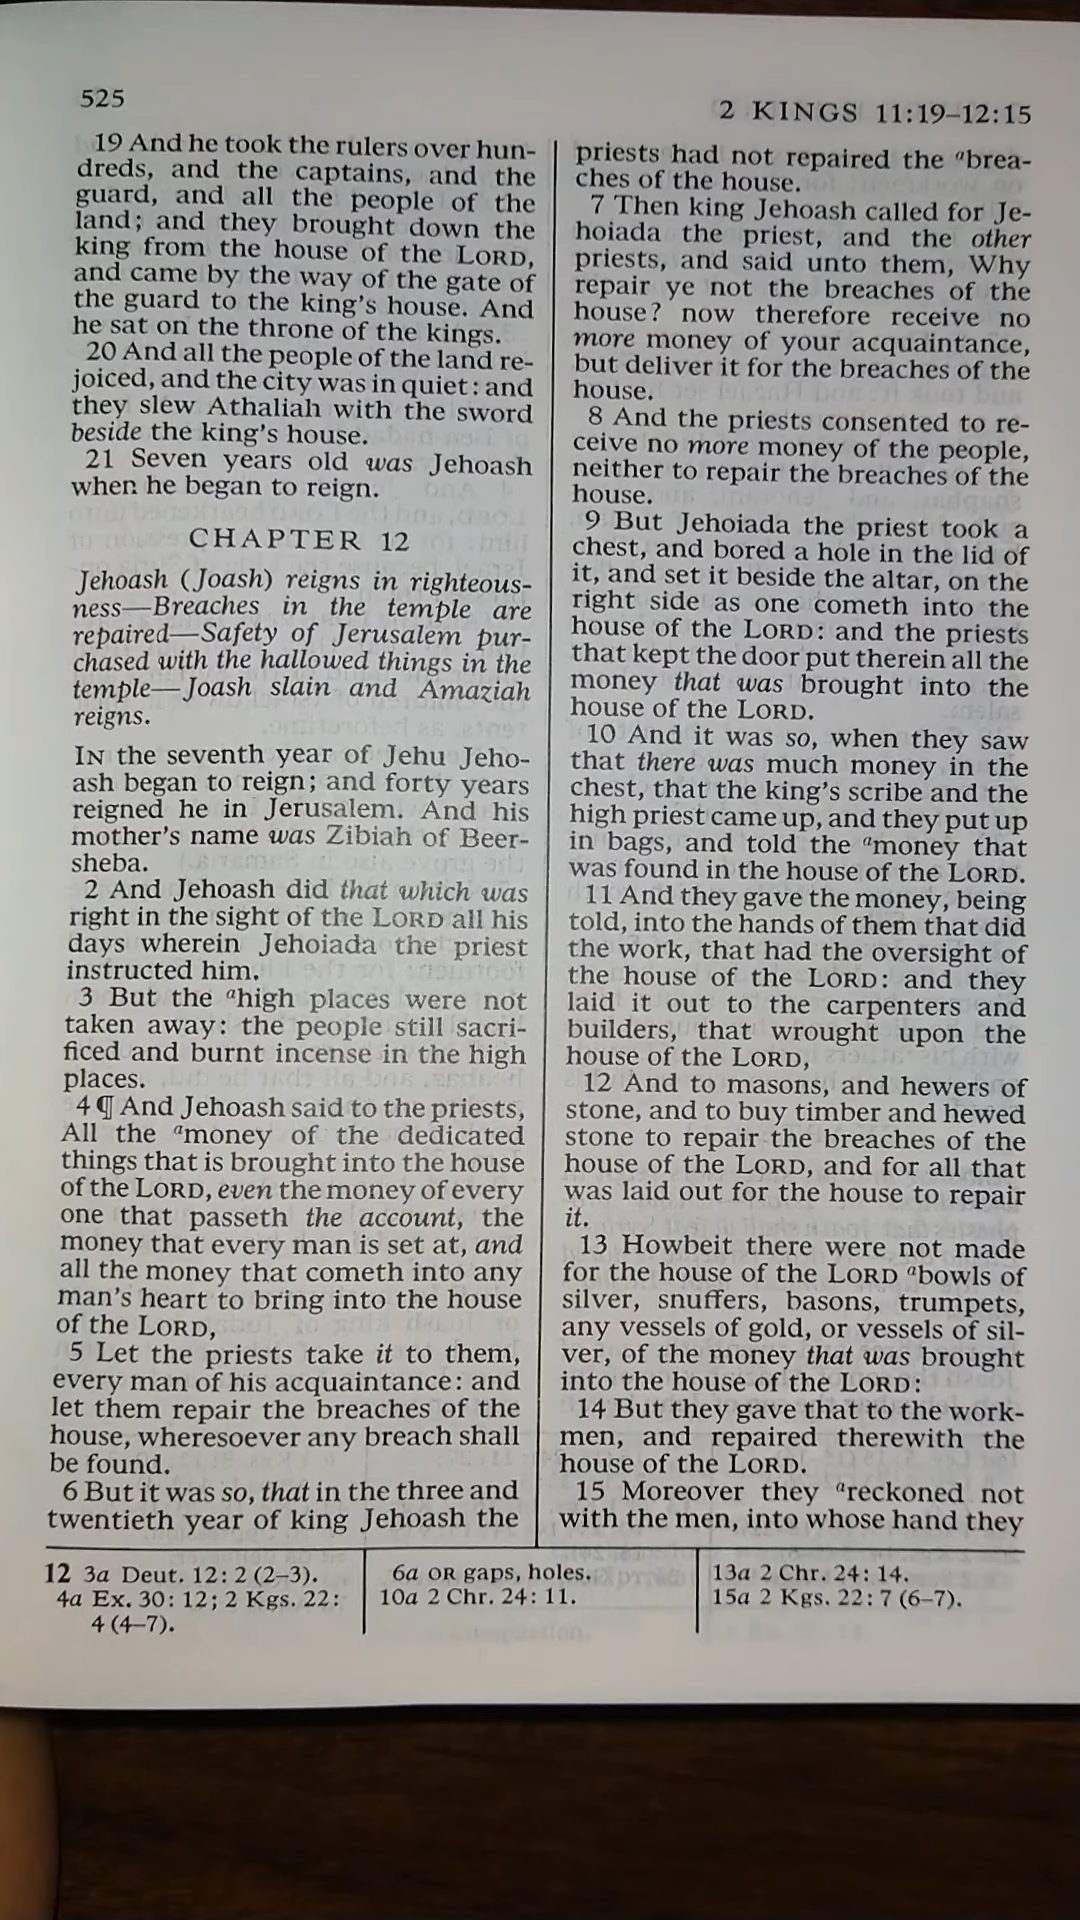 525
2 KINGS 11:19–12:15
19 And he took the rulers over hun-
dreds, and the captains, and the
guard, and all the people of the
land; and they brought down the
king from the house of the LORD,
and came by the way of the gate of
the guard to the king's house. And
he sat on the throne of the kings.
20 And all the people of the land re-
joiced, and the city was in quiet: and
they slew Athaliah with the sword
beside the king's house.
21 Seven years old was Jehoash
when he began to reign.
CHAPTER 12
Jehoash (Joash) reigns in righteous-
ness—Breaches in the temple are
repaired—Safety of Jerusalem pur-
chased with the hallowed things in the
temple—Joash slain and Amaziah
reigns.
IN the seventh year of Jehu Jeho-
ash began to reign; and forty years
reigned he in Jerusalem. And his
mother's name was Zibiah of Beer-
sheba.
2 And Jehoash did that which was
right in the sight of the LORD all his
days wherein Jehoiada the priest
instructed him.
3 But the ahigh places were not
taken away: the people still sacri-
ficed and burnt incense in the high
places.
4 ¶ And Jehoash said to the priests,
All the amoney of the dedicated
things that is brought into the house
of the LORD, even the money of every
one that passeth the account, the
money that every man is set at, and
all the money that cometh into any
man's heart to bring into the house
of the LORD,
5 Let the priests take it to them,
every man of his acquaintance: and
let them repair the breaches of the
house, wheresoever any breach shall
be found.
6 But it was so, that in the three and
twentieth year of king Jehoash the
priests had not repaired the abrea-
ches of the house.
7 Then king Jehoash called for Je-
hoiada the priest, and the other
priests, and said unto them, Why
repair ye not the breaches of the
house? now therefore receive no
more money of your acquaintance,
but deliver it for the breaches of the
house.
8 And the priests consented to re-
ceive no more money of the people,
neither to repair the breaches of the
house.
9 But Jehoiada the priest took a
chest, and bored a hole in the lid of
it, and set it beside the altar, on the
right side as one cometh into the
house of the LORD: and the priests
that kept the door put therein all the
money that was brought into the
house of the LORD.
10 And it was so, when they saw
that there was much money in the
chest, that the king's scribe and the
high priest came up, and they put up
in bags, and told the amoney that
was found in the house of the LORD.
11 And they gave the money, being
told, into the hands of them that did
the work, that had the oversight of
the house of the LORD: and they
laid it out to the carpenters and
builders, that wrought upon the
house of the LORD,
12 And to masons, and hewers of
stone, and to buy timber and hewed
stone to repair the breaches of the
house of the LORD, and for all that
was laid out for the house to repair
it.
13 Howbeit there were not made
for the house of the LORD abowls of
silver, snuffers, basons, trumpets,
any vessels of gold, or vessels of sil-
ver, of the money that was brought
into the house of the LORD:
14 But they gave that to the work-
men, and repaired therewith the
house of the LORD.
15 Moreover they areckoned not
with the men, into whose hand they
12 3a Deut. 12: 2 (2–3).
4a Ex. 30: 12; 2 Kgs. 22:
4 (4–7).
6a OR gaps, holes.
10a 2 Chr. 24: 11.
13a 2 Chr. 24: 14.
15a 2 Kgs. 22: 7 (6–7).